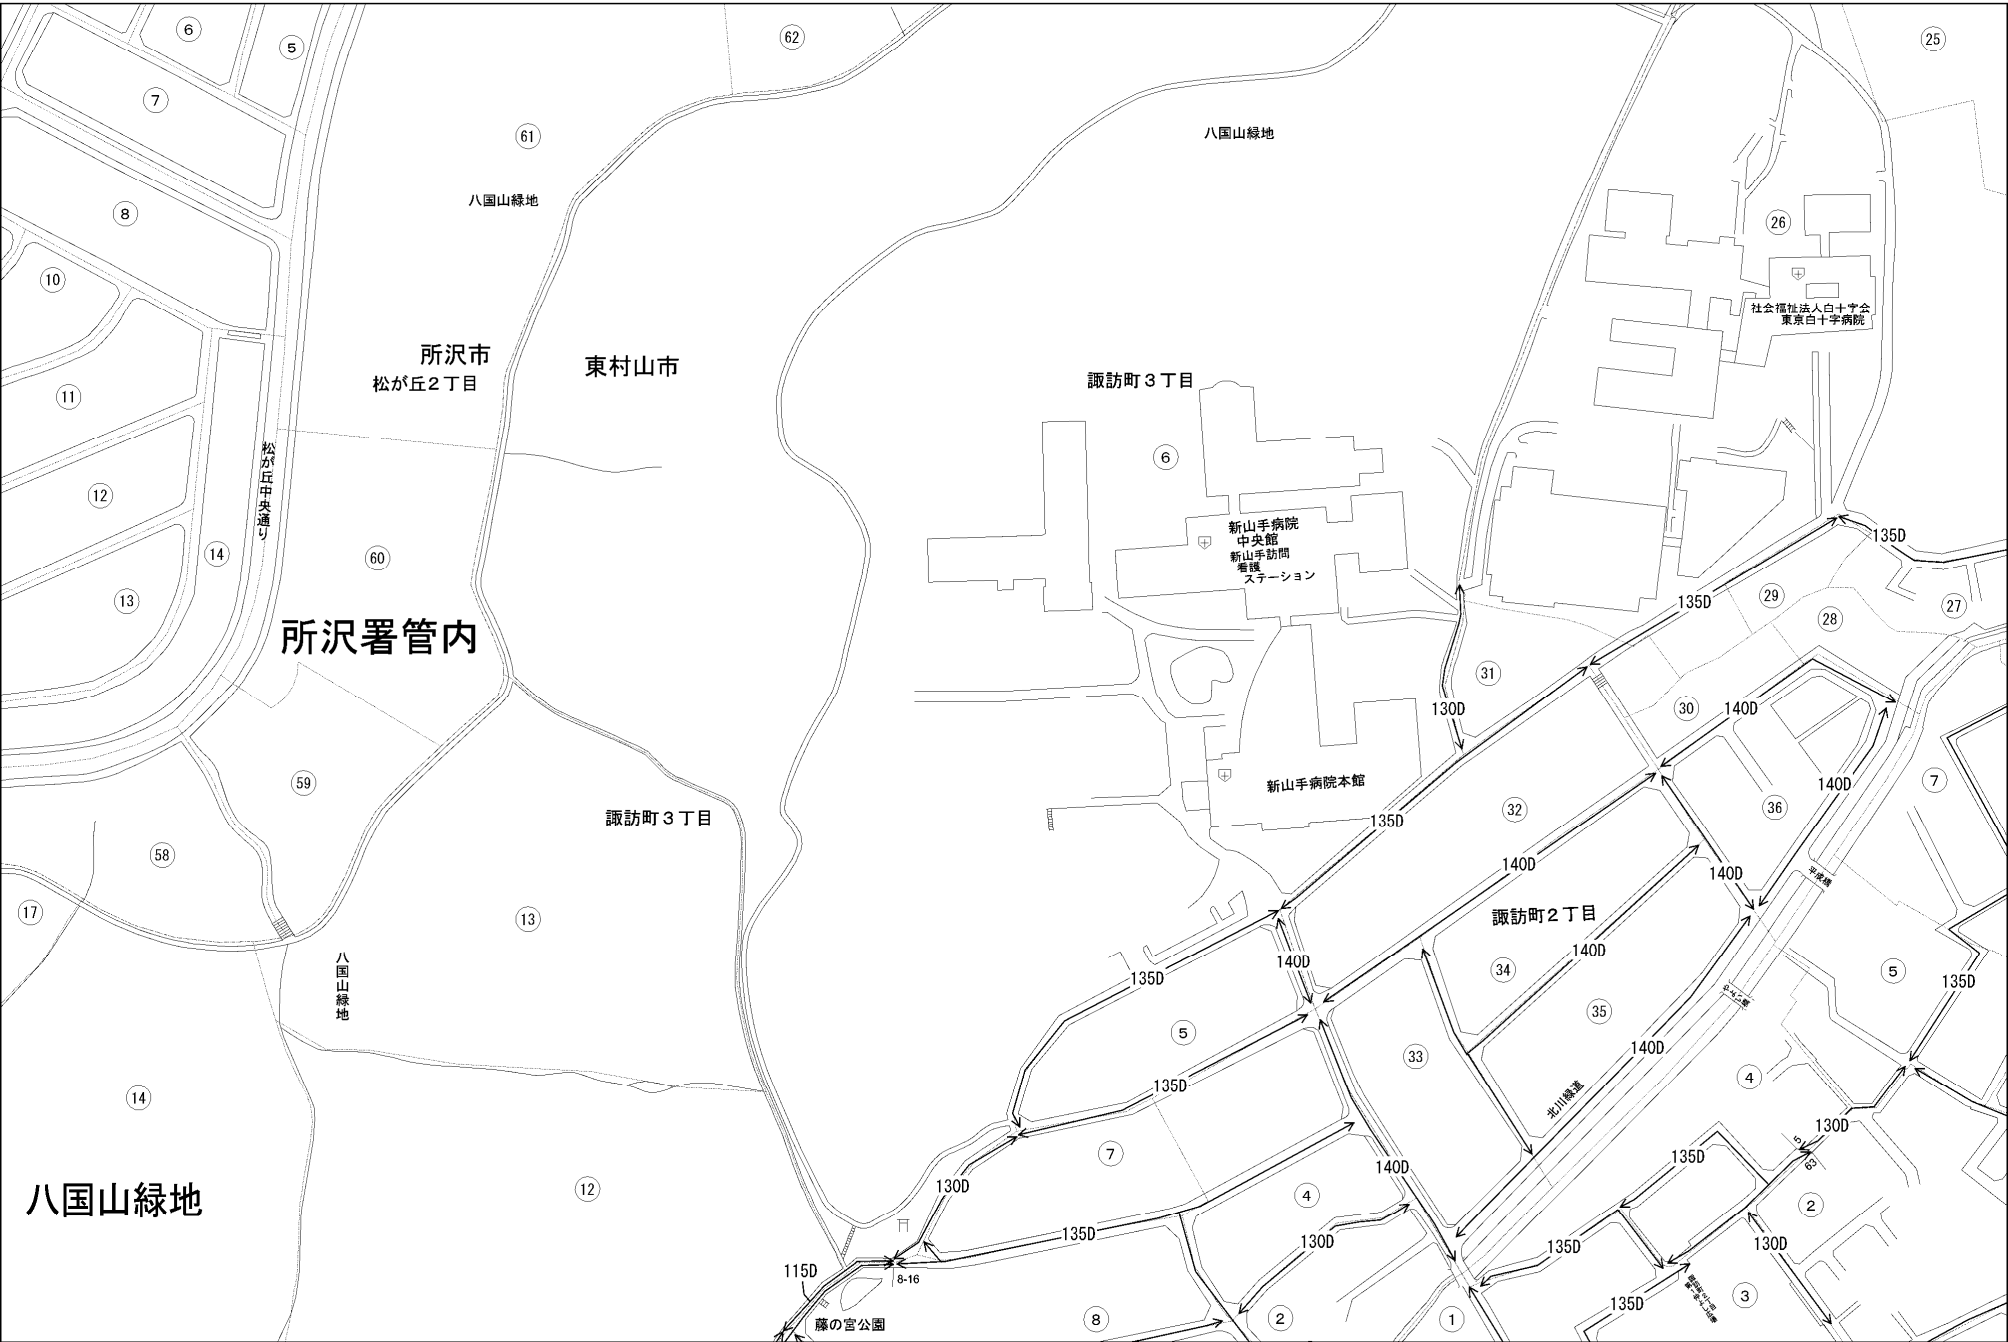 6
5
62
25
7
61
八国山緑地
八国山緑地
8
26
10
社会福祉法人白十字会
東京白十字病院
所沢市
松が丘2丁目
東村山市
諏訪町3丁目
11
6
松が丘中央通り
12
14
新山手病院
中央館
新山手訪問
看護
ステーション
135D
60
13
135D
29
27
28
所沢署管内
31
130D
30
140D
59
新山手病院本館
140D
7
36
諏訪町3丁目
135D
32
58
140D
140D
平成橋
17
13
諏訪町2丁目
八国山緑地
140D
140D
34
5
135D
135D
35
5
33
140D
135D
4
14
北川緑道
130D
7
140D
135D
5
63
八国山緑地
12
130D
4
2
135D
130D
135D
130D
115D
8-16
藤の宮公園
8
2
1
135D
3